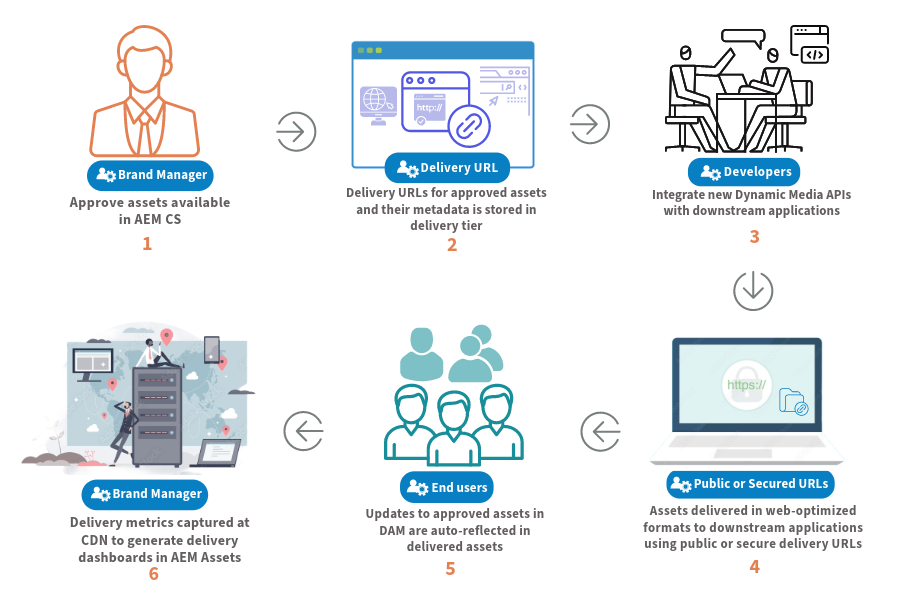 http://
</>
Brand Manager
Delivery URL
Developers
Approve assets available
in AEM CS
1
Delivery URLs for approved assets
and their metadata is stored in
delivery tier
2
Integrate new Dynamic Media APIs
with downstream applications
3
https://
Brand Manager
Delivery metrics captured at
CDN to generate delivery
dashboards in AEM Assets
6
End users
Updates to approved assets in
DAM are auto-reflected in
delivered assets
5
Public or Secured URLs
Assets delivered in web-optimized
formats to downstream applications
using public or secure delivery URLs
4